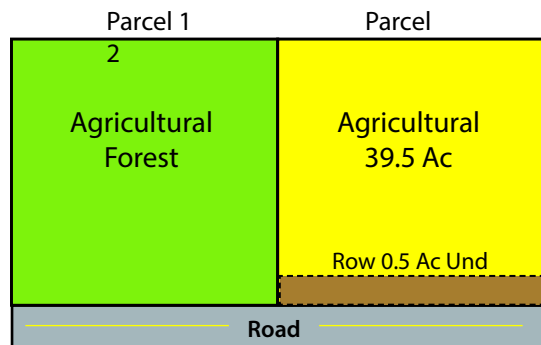 Parcel 1 Parcel
2
Agricultural
Forest
Agricultural
39.5 Ac
Row 0.5 Ac Und
Road